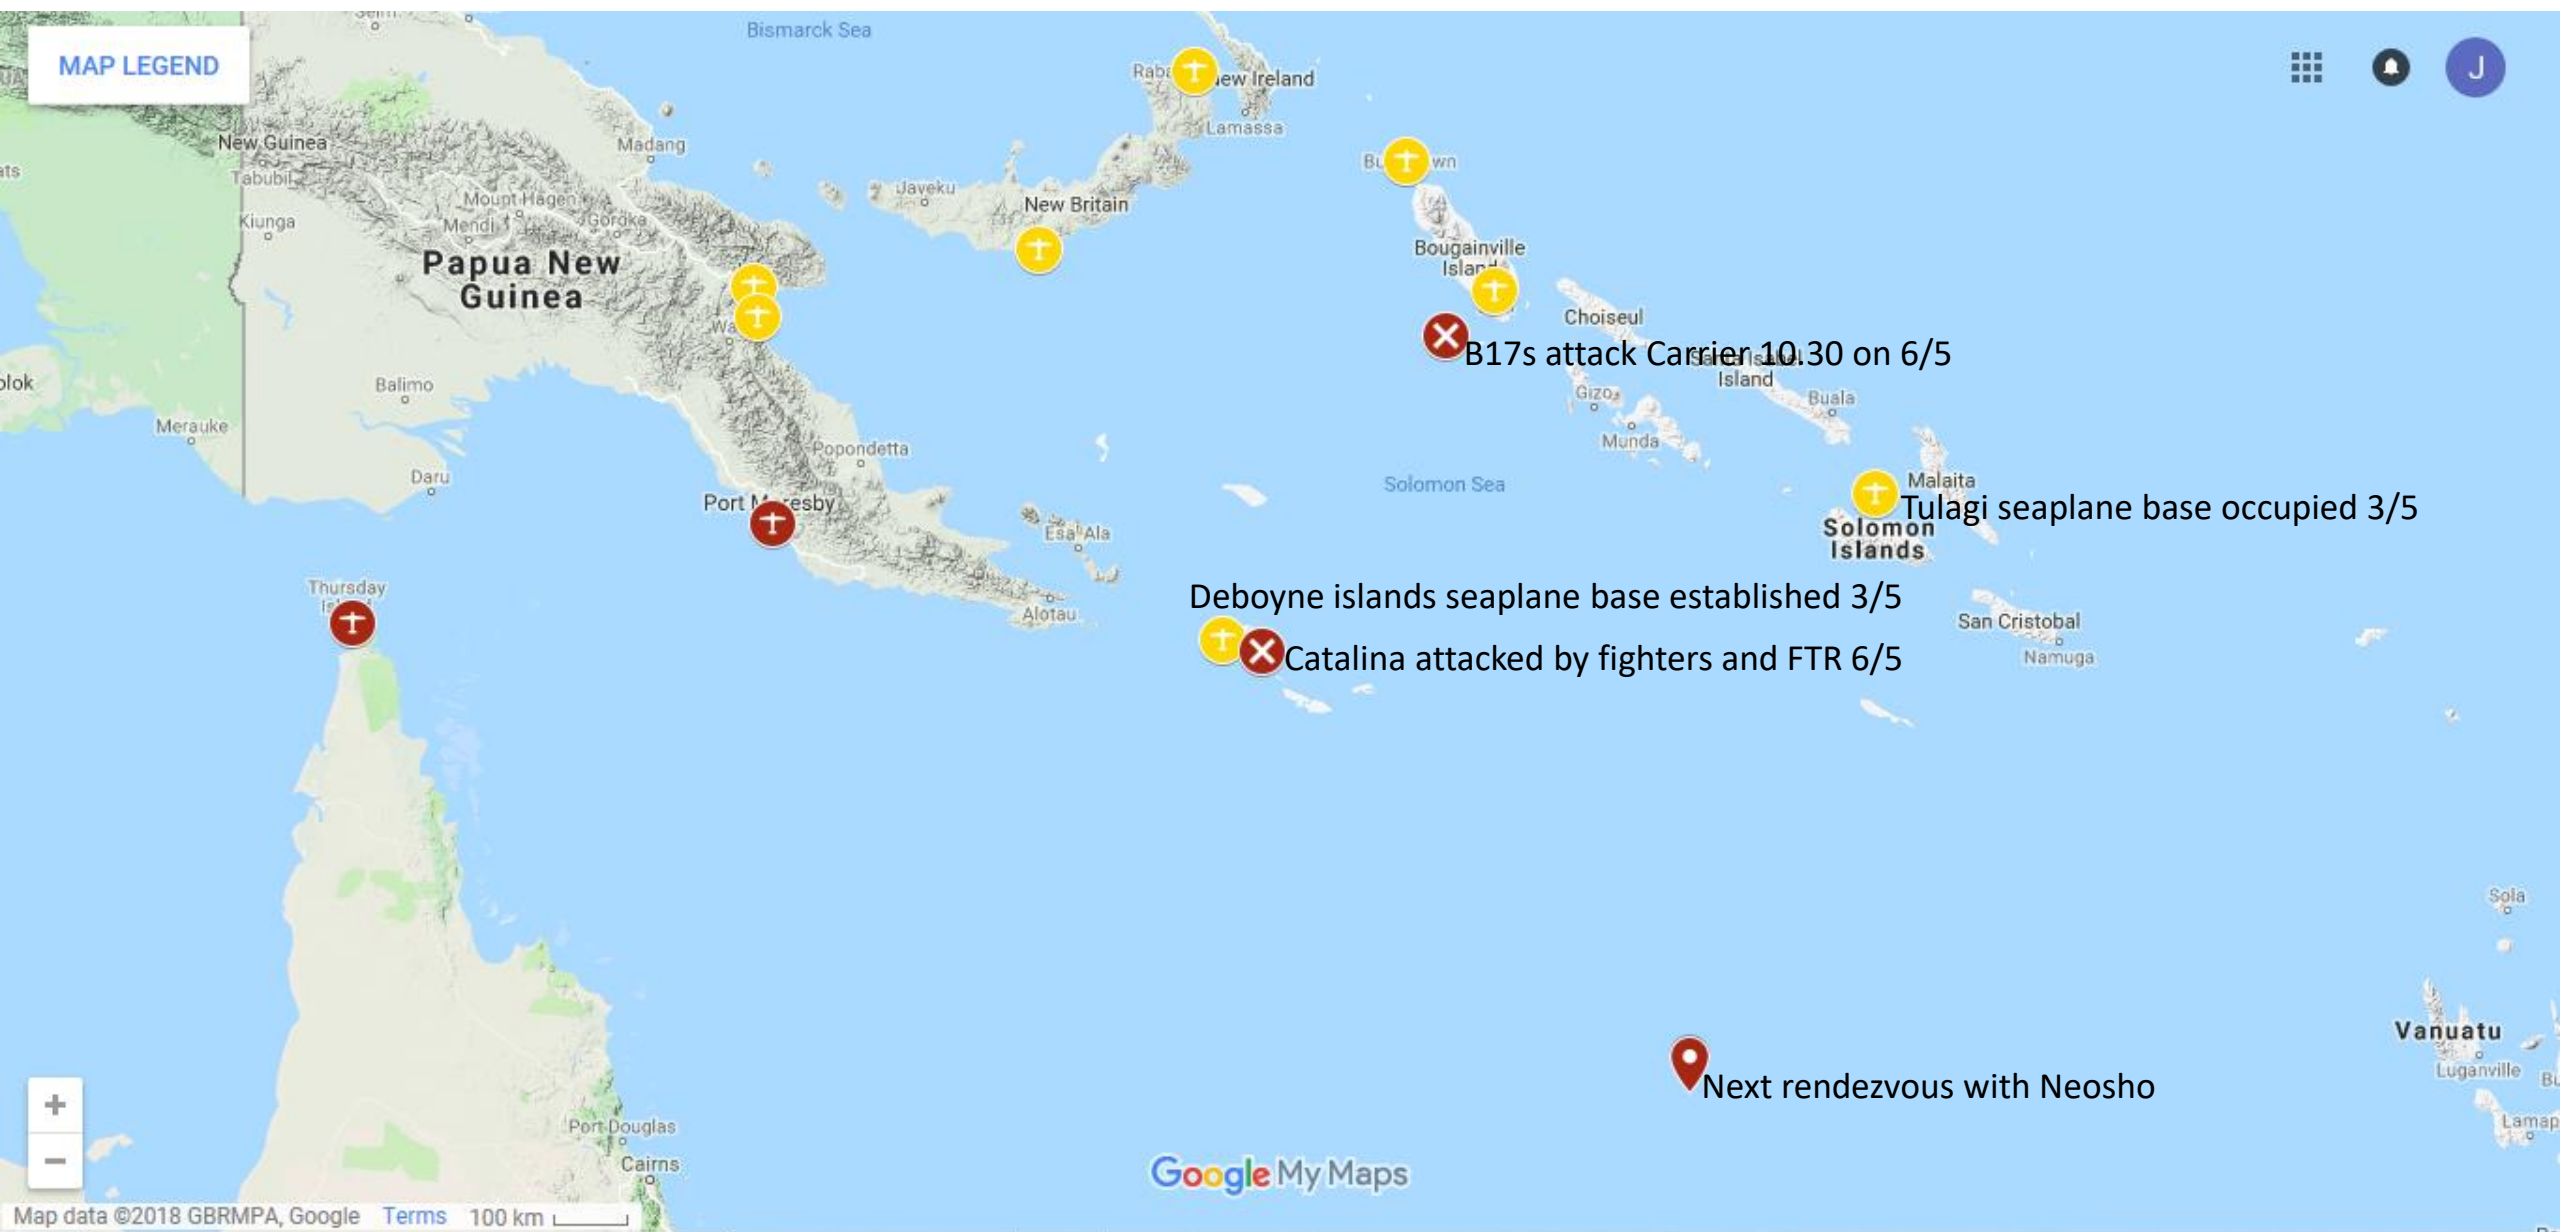 Bismarck Sea
MAP LEGEND
J
New Ireland
Lamassa
Madang
New Guinea
Tabubil
Javeku
New Britain
Mount Hagen
Kiunga
Mendi
Goroka
Papua New
Guinea
Bougainville
Island
Choiseul
B17s attack Carrier 10.30 on 6/5
Island
Balimo
Gizo
Buala
Merauke
Munda
Popondetta
Daru
Solomon Sea
Malaita
Port Moresby
Tulagi seaplane base occupied 3/5
Solomon
Islands
Esa'Ala
Thursday
Deboyne islands seaplane base established 3/5
Alotau
San Cristobal
Catalina attacked by fighters and FTR 6/5
Namuga
Sola
Vanuatu
Luganville
Next rendezvous with Neosho
+
−
Port Douglas
Lamap
Cairns
Google My Maps
Map data ©2018 GBRMPA, Google Terms 100 km